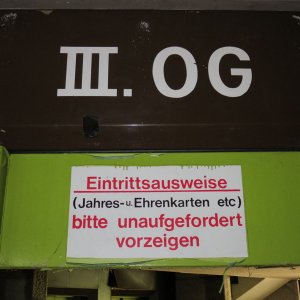 III. OG
Eintrittsausweise
(Jahres- u. Ehrenkarten etc)
bitte unaufgefordert
vorzeigen